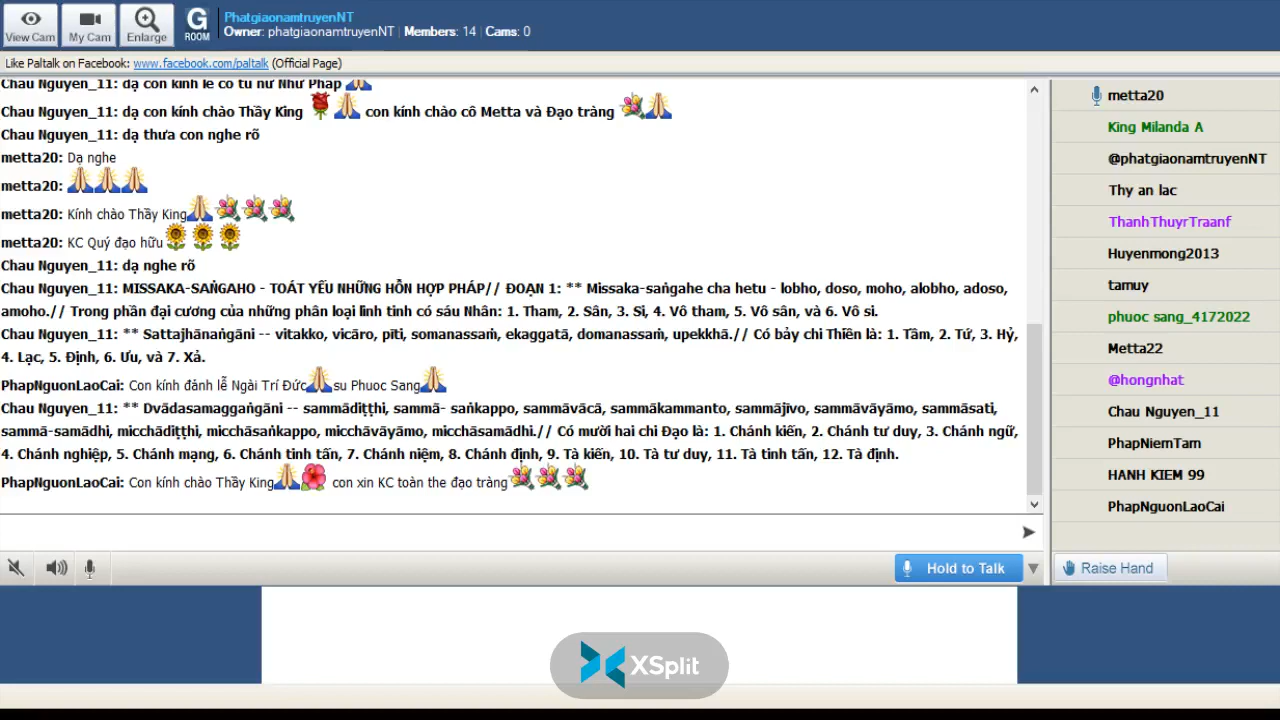 View Cam
My Cam
Enlarge
G
ROOM
PhatgiaonamtruyenNT
Owner: phatgiaonamtruyenNT | Members: 14 | Cams: 0
Like Paltalk on Facebook: www.facebook.com/paltalk (Official Page)
Chau Nguyen_11: dạ con kính lễ cô tu nữ Như Pháp
Chau Nguyen_11: dạ con kính chào Thầy King con kính chào cô Metta và Đạo tràng
Chau Nguyen_11: dạ thưa con nghe rõ
metta20: Dạ nghe
metta20:
metta20: Kính chào Thầy King
metta20: KC Quý đạo hữu
Chau Nguyen_11: dạ nghe rõ
Chau Nguyen_11: MISSAKA-SAṄGAHO - TOÁT YẾU NHỮNG HỖN HỢP PHÁP// ĐOẠN 1: ** Missaka-saṅgahe cha hetu - lobho, doso, moho, alobho, adoso,
amoho.// Trong phần đại cương của những phân loại linh tinh có sáu Nhân: 1. Tham, 2. Sân, 3. Si, 4. Vô tham, 5. Vô sân, và 6. Vô si.
Chau Nguyen_11: ** Sattajhānaṅgāni -- vitakko, vicāro, pīti, somanassaṁ, ekaggatā, domanassaṁ, upekkhā.// Có bảy chi Thiền là: 1. Tầm, 2. Tứ, 3. Hỷ,
4. Lạc, 5. Định, 6. Ưu, và 7. Xả.
PhapNguonLaoCai: Con kính đảnh lễ Ngài Trí Đức su Phuoc Sang
Chau Nguyen_11: ** Dvādasamaggaṅgāni -- sammādiṭṭhi, sammā- saṅkappo, sammāvācā, sammākammanto, sammājīvo, sammāvāyāmo, sammāsati,
sammā-samādhi, micchādiṭṭhi, micchāsaṅkappo, micchāvāyāmo, micchāsamādhi.// Có mười hai chi Đạo là: 1. Chánh kiến, 2. Chánh tư duy, 3. Chánh ngữ,
4. Chánh nghiệp, 5. Chánh mạng, 6. Chánh tinh tấn, 7. Chánh niệm, 8. Chánh định, 9. Tà kiến, 10. Tà tư duy, 11. Tà tinh tấn, 12. Tà định.
PhapNguonLaoCai: Con kính chào Thầy King con xin KC toàn the đạo tràng
metta20
King Milanda A
@phatgiaonamtruyenNT
Thy an lac
ThanhThuyrTraanf
Huyenmong2013
tamuy
phuoc sang_4172022
Metta22
@hongnhat
Chau Nguyen_11
PhapNiemTam
HANH KIEM 99
PhapNguonLaoCai
Hold to Talk
Raise Hand
XSplit